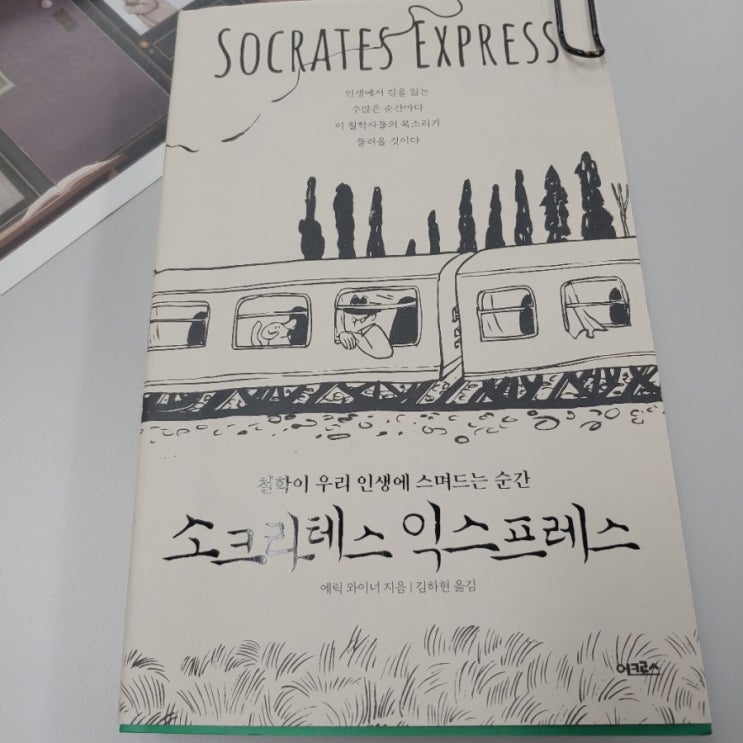 SOCRATES EXPRESS
인생에서 길을 잃는
수많은 순간마다
이 철학자들의 목소리가
들려올 것이다
철학이 우리 인생에 스며드는 순간
소크라테스 익스프레스
에릭 와이너 지음 | 김하현 옮김
어크로스